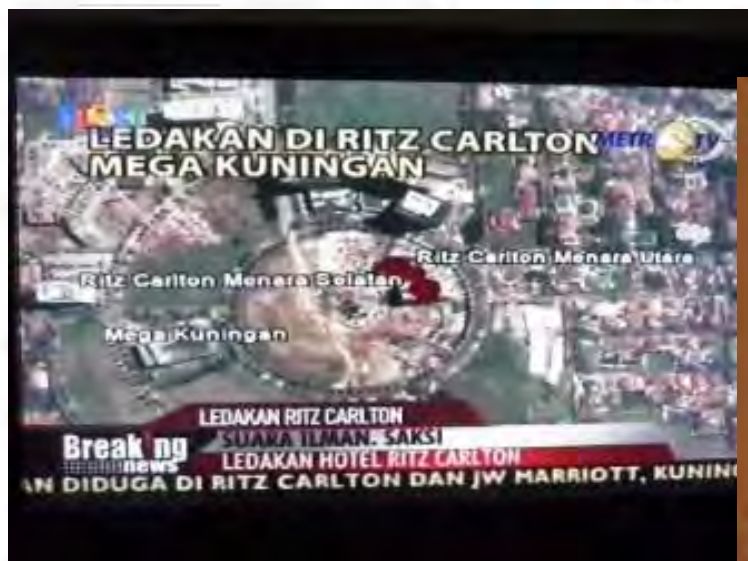 LEDAKAN DI RITZ CARLTON
METR TV
MEGA KUNINGAN
Ritz Carlton Menara Utara
Ritz Carlton Menara Selatan
Mega Kuningan
LEDAKAN RITZ CARLTON
Breaking
news
SUARA ILMAN, SAKSI
LEDAKAN HOTEL RITZ CARLTON
AN DIDUGA DI RITZ CARLTON DAN JW MARRIOTT, KUNING